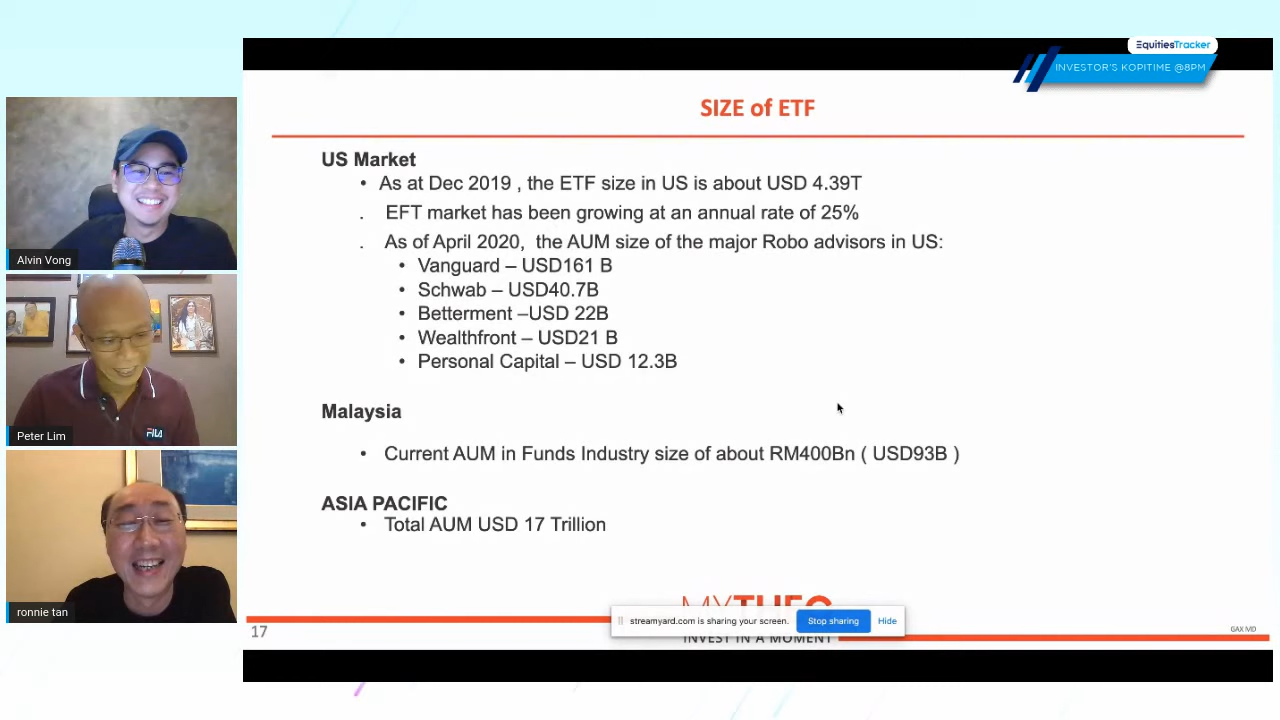 EquitiesTracker
INVESTOR'S KOPITIME @8PM
SIZE of ETF
US Market
• As at Dec 2019 , the ETF size in US is about USD 4.39T
. EFT market has been growing at an annual rate of 25%
. As of April 2020, the AUM size of the major Robo advisors in US:
• Vanguard – USD161 B
• Schwab – USD40.7B
• Betterment –USD 22B
• Wealthfront – USD21 B
• Personal Capital – USD 12.3B
Malaysia
• Current AUM in Funds Industry size of about RM400Bn ( USD93B )
ASIA PACIFIC
• Total AUM USD 17 Trillion
Alvin Vong
Peter Lim
FILA
ronnie tan
MYTHEO
streamyard.com is sharing your screen.
Stop sharing
Hide
INVEST IN A MOMENT
17
GAX MD